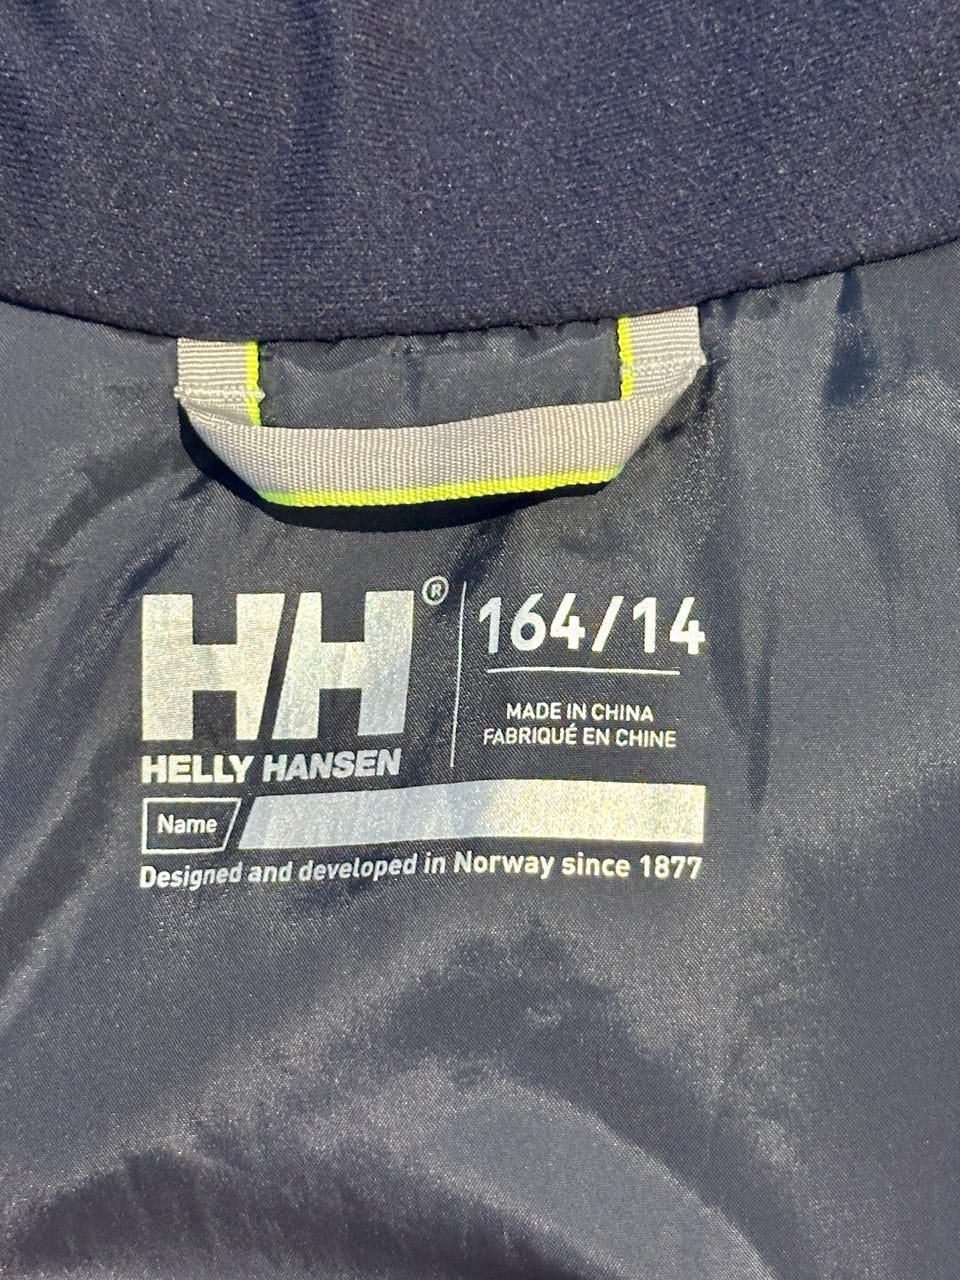 HH®
HELLY HANSEN
164/14
MADE IN CHINA
FABRIQUÉ EN CHINE
Name
Designed and developed in Norway since 1877